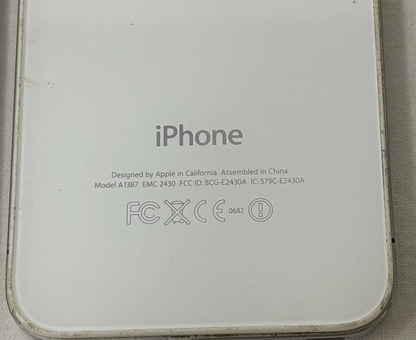 iPhone
Designed by Apple in California Assembled in China
Model A1387 EMC 2430 FCC ID: BCG-E2430A IC: 579C-E2430A
FC CE 0682